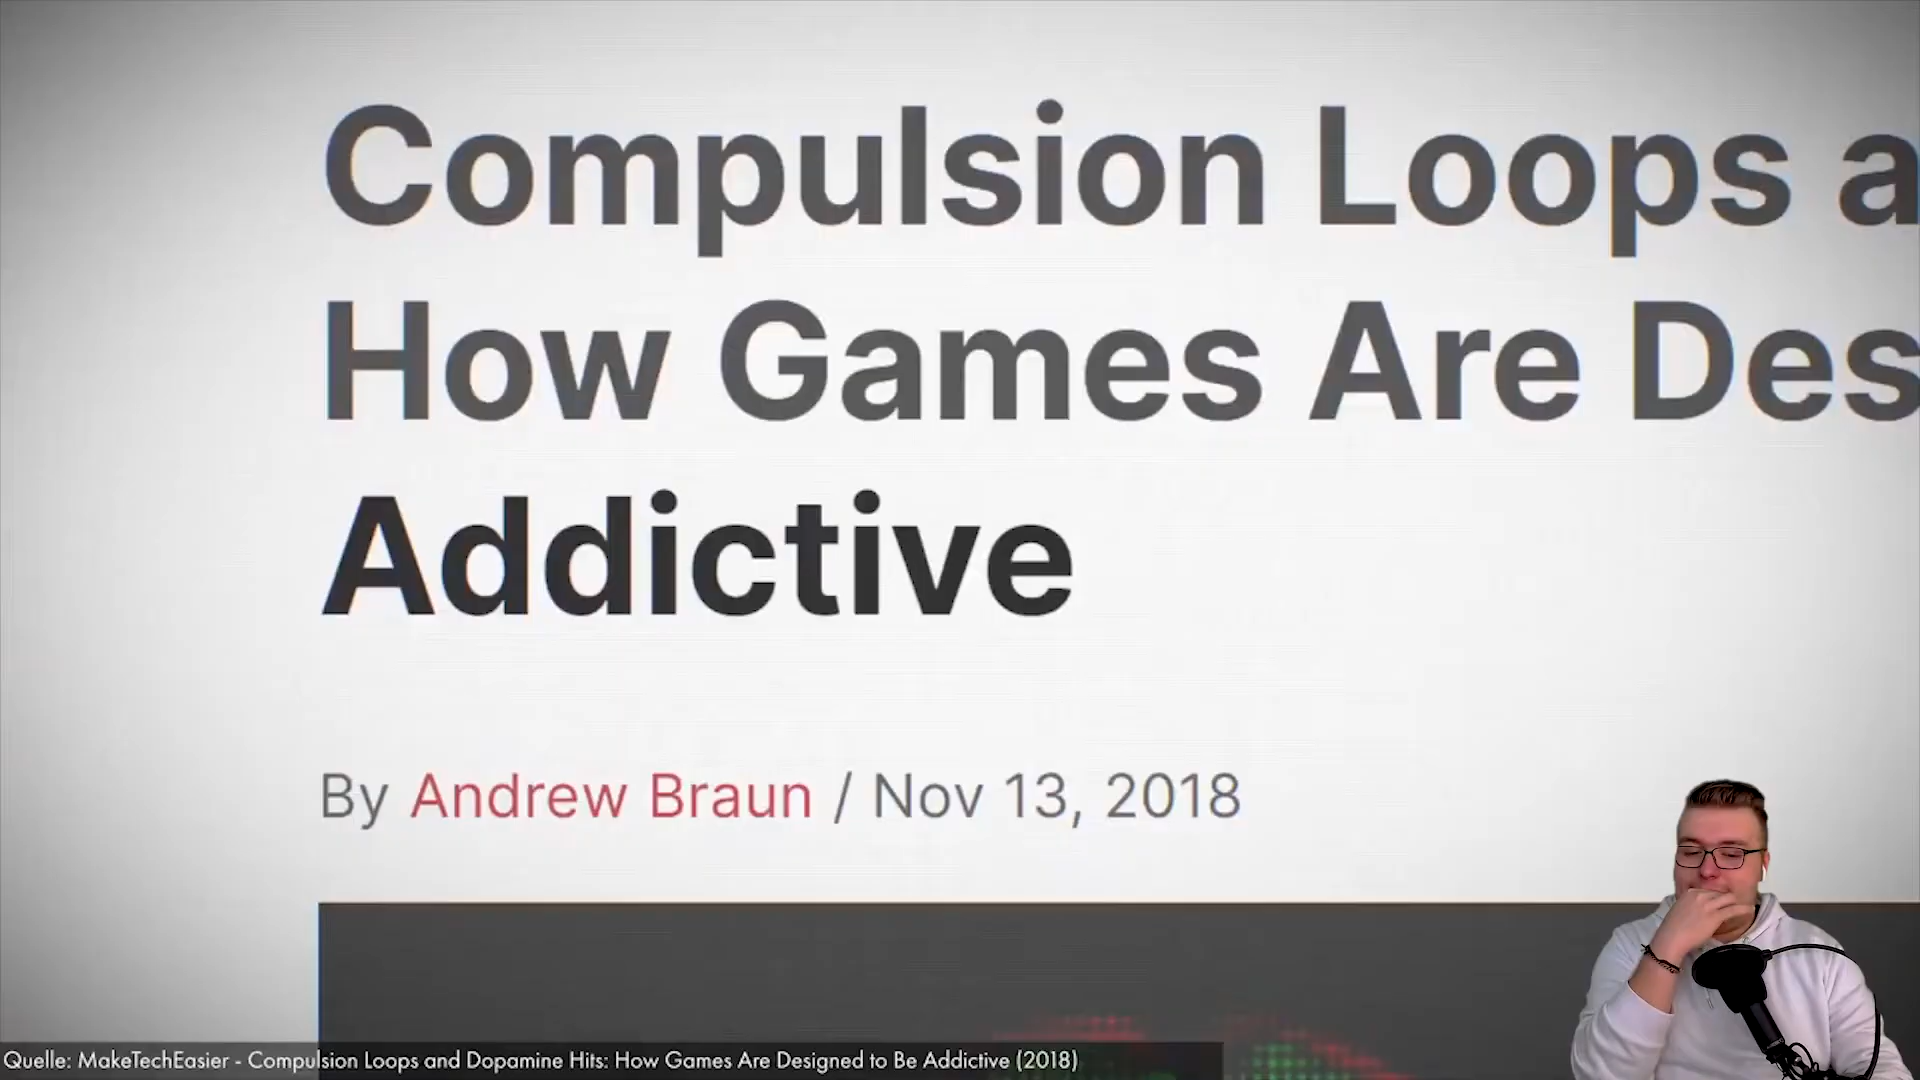 Compulsion Loops a
How Games Are Des
Addictive
By Andrew Braun / Nov 13, 2018
Quelle: MakeTechEasier - Compulsion Loops and Dopamine Hits: How Games Are Designed to Be Addictive (2018)